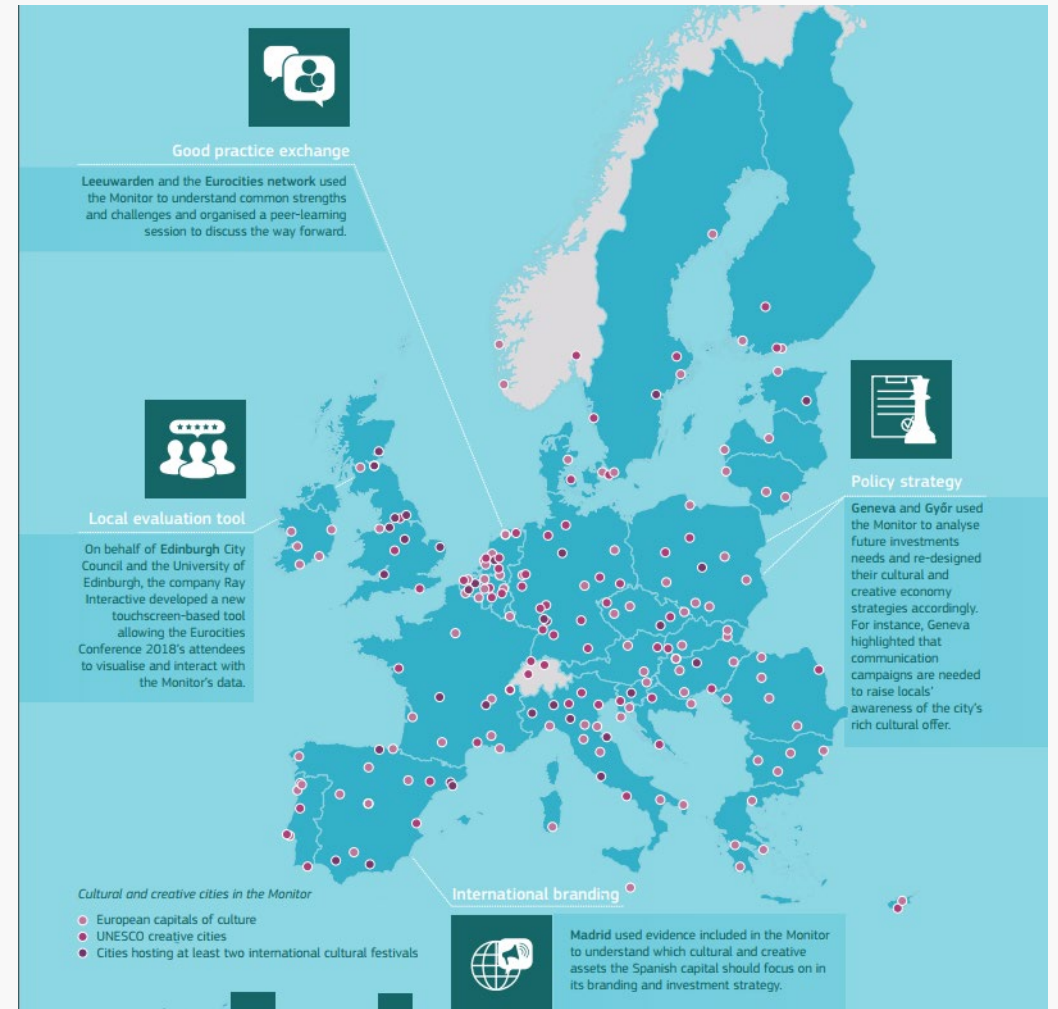 Good practice exchange
Leeuwarden and the Eurocities network used
the Monitor to understand common strengths
and challenges and organised a peer-learning
session to discuss the way forward.
Local evaluation tool
On behalf of Edinburgh City
Council and the University of
Edinburgh, the company Ray
Interactive developed a new
touchscreen-based tool
allowing the Eurocities
Conference 2018's attendees
to visualise and interact with
the Monitor's data.
Policy strategy
Geneva and Győr used
the Monitor to analyse
future investments
needs and re-designed
their cultural and
creative economy
strategies accordingly.
For instance, Geneva
highlighted that
communication
campaigns are needed
to raise locals'
awareness of the city's
rich cultural offer.
Cultural and creative cities in the Monitor
European capitals of culture
UNESCO creative cities
Cities hosting at least two international cultural festivals
International branding
Madrid used evidence included in the Monitor
to understand which cultural and creative
assets the Spanish capital should focus on in
its branding and investment strategy.